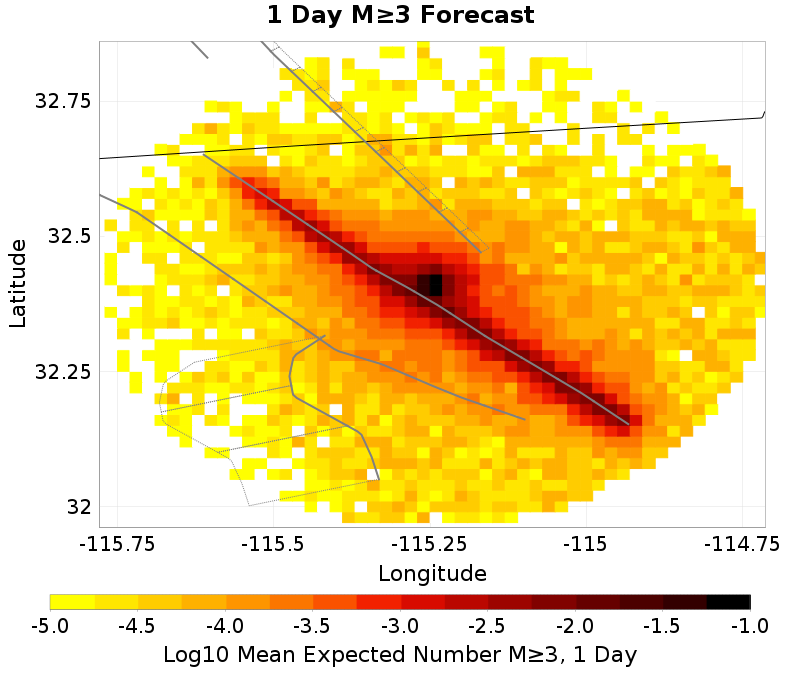 1 Day M≥3 Forecast
32.75
32.5
32.25
32
Latitude
-115.75 -115.5 -115.25 -115 -114.75
Longitude
-5.0 -4.5 -4.0 -3.5 -3.0 -2.5 -2.0 -1.5 -1.0
Log10 Mean Expected Number M≥3, 1 Day